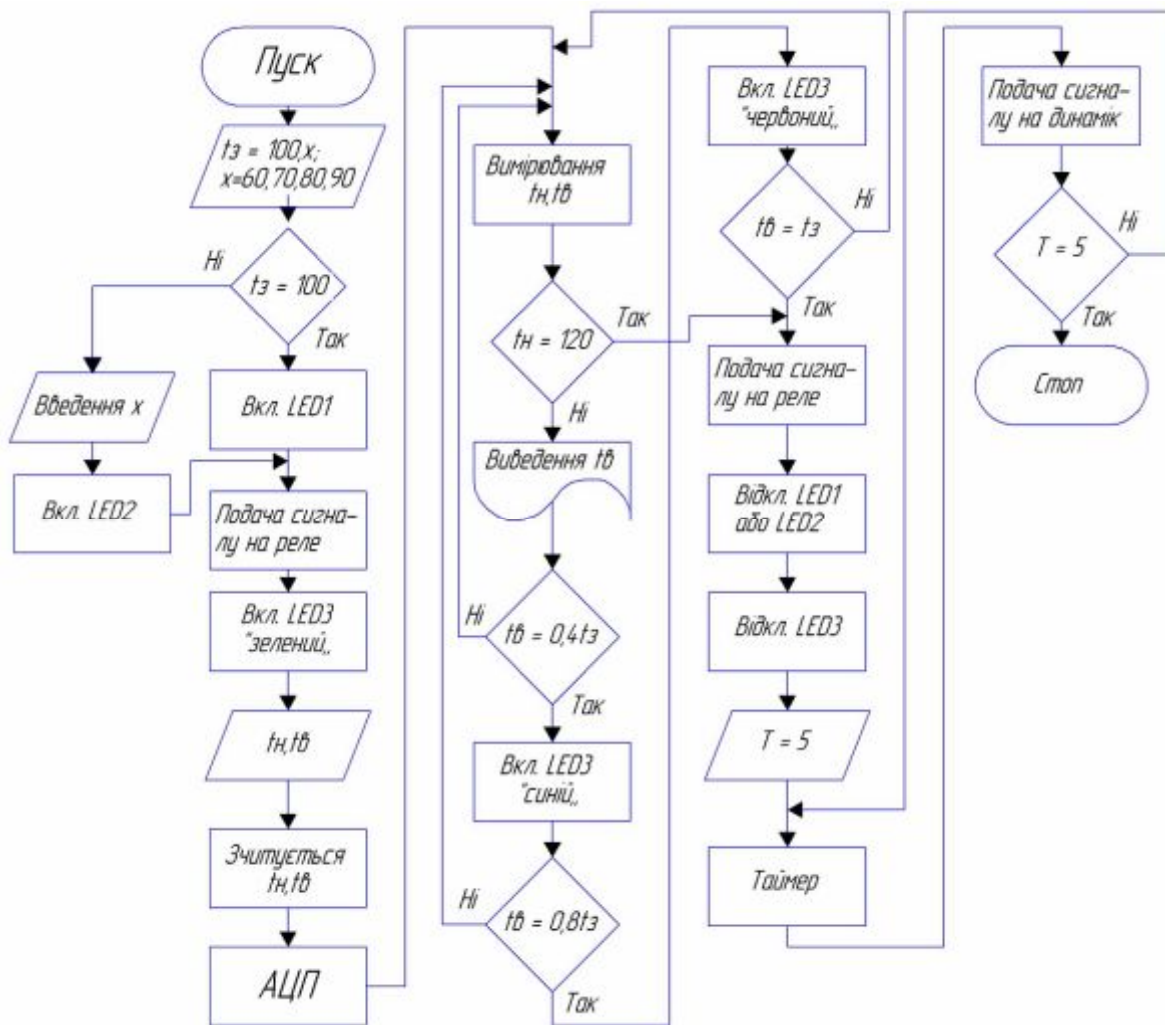 Пуск
tз = 100,x;
x=60,70,80,90
Ні
tз = 100
Так
Введення x
Вкл. LED1
Вкл. LED2
Подача сигна-
лу на реле
Вкл. LED3
"зелений„
tн,tв
Зчитується
tн,tв
АЦП
Вимірювання
tн,tв
tн = 120
Так
Ні
Виведення tв
Ні
tв = 0,4tз
Так
Вкл. LED3
"синій„
Ні
tв = 0,8tз
Так
Вкл. LED3
"червоний„
Ні
tв = tз
Так
Подача сигна-
лу на реле
Відкл. LED1
або LED2
Відкл. LED3
T = 5
Таймер
Подача сигна-
лу на динамік
Ні
T = 5
Так
Стоп